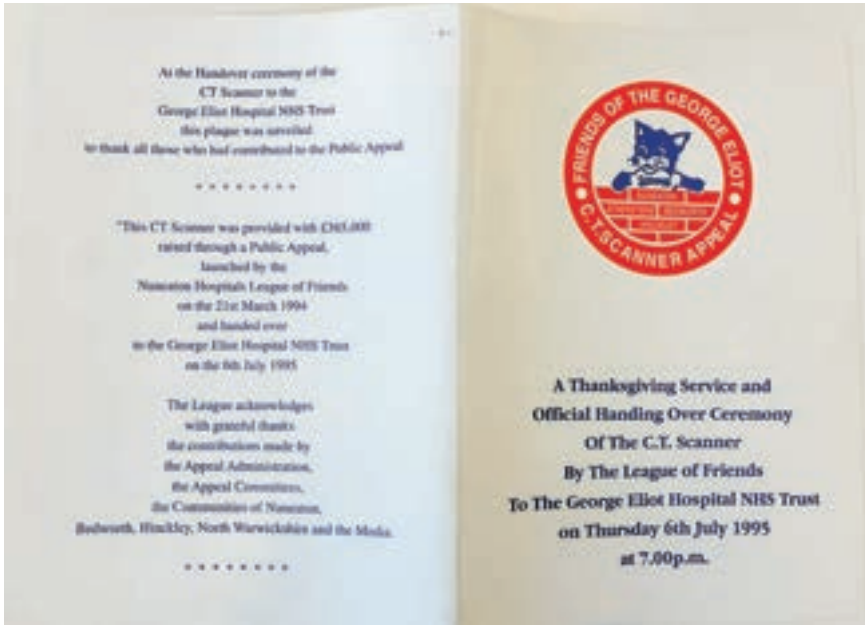 At the Handover ceremony of the
CT Scanner to the
George Eliot Hospital NHS Trust
this plaque was unveiled
to thank all those who had contributed to the Public Appeal
"This CT Scanner was provided with
raised through a Public Appeal,
launched by the
Nuneaton Hospitals League of Friends
on the 21st March 1994
and handed over
to the George Eliot Hospital NHS Trust
on the 6th July 1995
The League acknowledges
with grateful thanks
the contributions made by
the Appeal Administration,
the Appeal Committees,
the Communities of Nuneaton,
Bedworth, Hinckley, North Warwickshire and the Media.
FRIENDS OF THE GEORGE ELIOT
C.T. SCANNER APPEAL
A Thanksgiving Service and
Official Handing Over Ceremony
Of The C.T. Scanner
By The League of Friends
To The George Eliot Hospital NHS Trust
on Thursday 6th July 1995
at 7.00p.m.